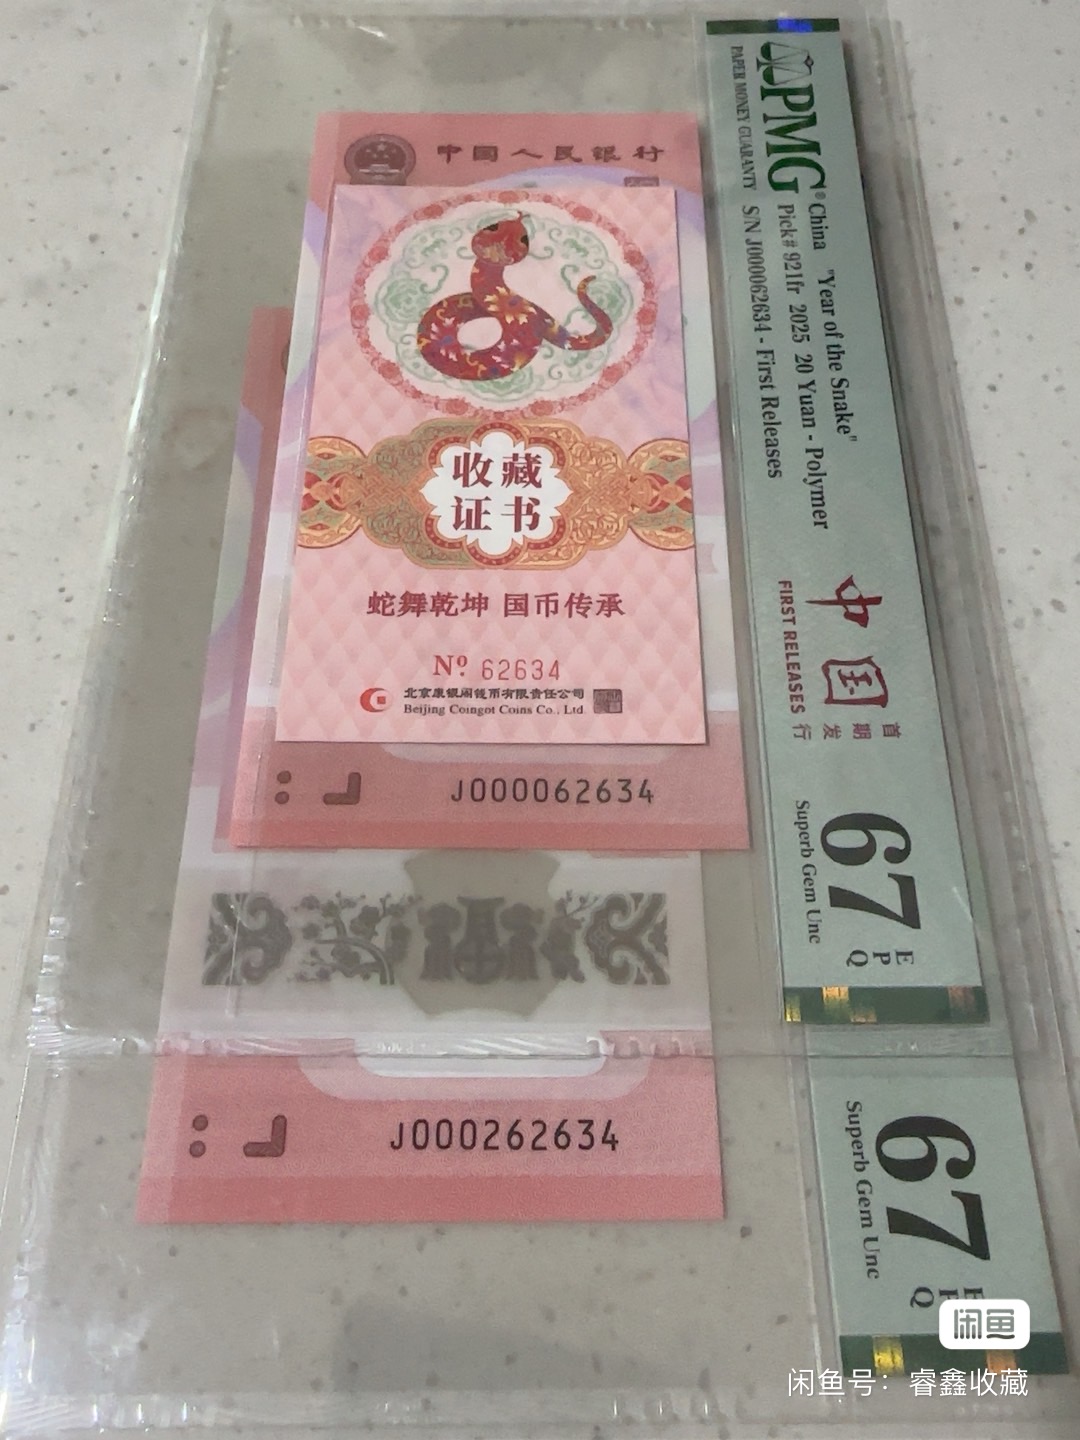 中国人民银行
收藏
证书
蛇舞乾坤 国币传承
Nº 62634
北京康银阁钱币有限责任公司
Beijing Coingot Coins Co., Ltd.
J000062634
J000262634
PMG®
PAPER MONEY GUARANTY
China "Year of the Snake"
Pick# 921fr 2025 20 Yuan - Polymer
S/N J000062634 - First Releases
中国
首期发行
FIRST RELEASES
67
EPQ
Superb Gem Unc
67
Superb Gem Unc
闲鱼
闲鱼号：睿鑫收藏